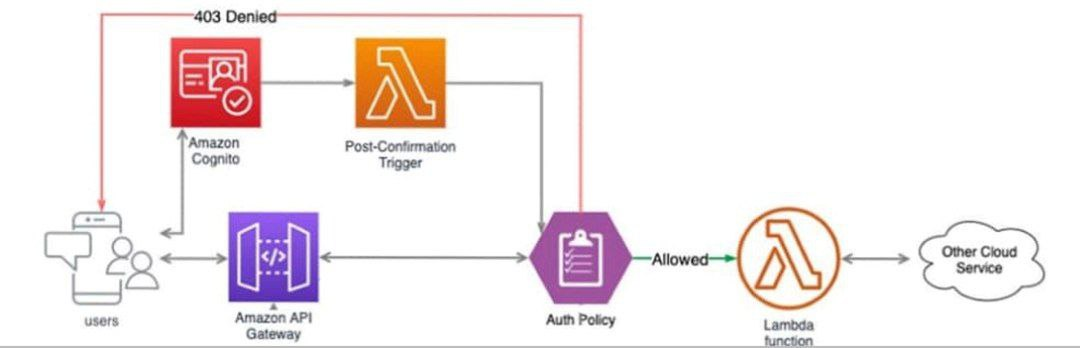 403 Denied
Amazon
Cognito
Post-Confirmation
Trigger
</>
users
Amazon API
Gateway
Auth Policy
Allowed
Lambda
function
Other Cloud
Service